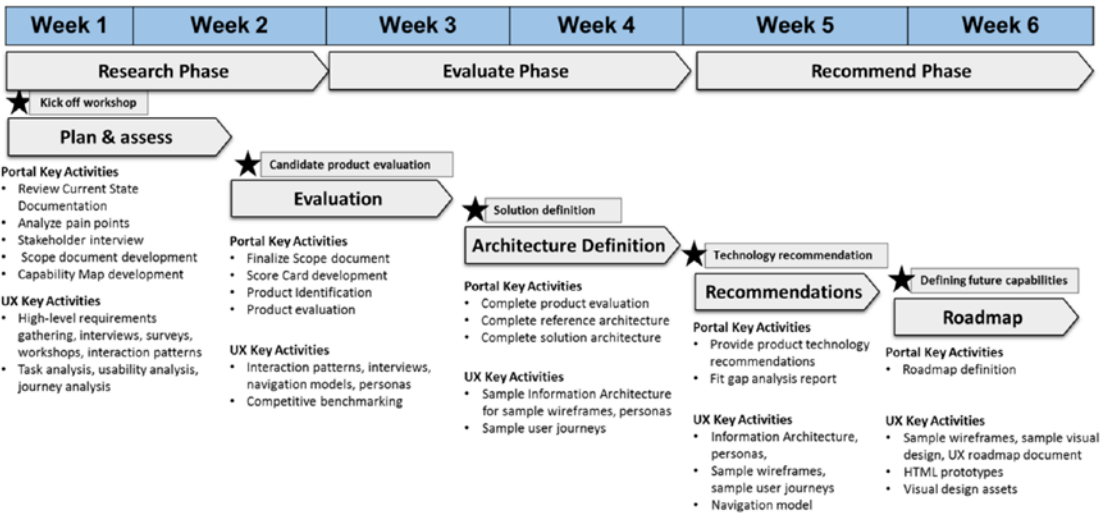 Week 1
Week 2
Week 3
Week 4
Week 5
Week 6
Research Phase
Evaluate Phase
Recommend Phase
Kick off workshop
Plan & assess
Portal Key Activities
• Review Current State
Documentation
• Analyze pain points
• Stakeholder interview
• Scope document development
• Capability Map development
UX Key Activities
• High-level requirements
gathering, interviews, surveys,
workshops, interaction patterns
• Task analysis, usability analysis,
journey analysis
Candidate product evaluation
Evaluation
Portal Key Activities
• Finalize Scope document
• Score Card development
• Product Identification
• Product evaluation
UX Key Activities
• Interaction patterns, interviews,
navigation models, personas
• Competitive benchmarking
Solution definition
Architecture Definition
Portal Key Activities
• Complete product evaluation
• Complete reference architecture
• Complete solution architecture
UX Key Activities
• Sample Information Architecture
for sample wireframes, personas
• Sample user journeys
Technology recommendation
Recommendations
Portal Key Activities
• Provide product technology
recommendations
• Fit gap analysis report
UX Key Activities
• Information Architecture,
personas,
• Sample wireframes,
sample user journeys
• Navigation model
Defining future capabilities
Roadmap
Portal Key Activities
• Roadmap definition
UX Key Activities
• Sample wireframes, sample visual
design, UX roadmap document
• HTML prototypes
• Visual design assets